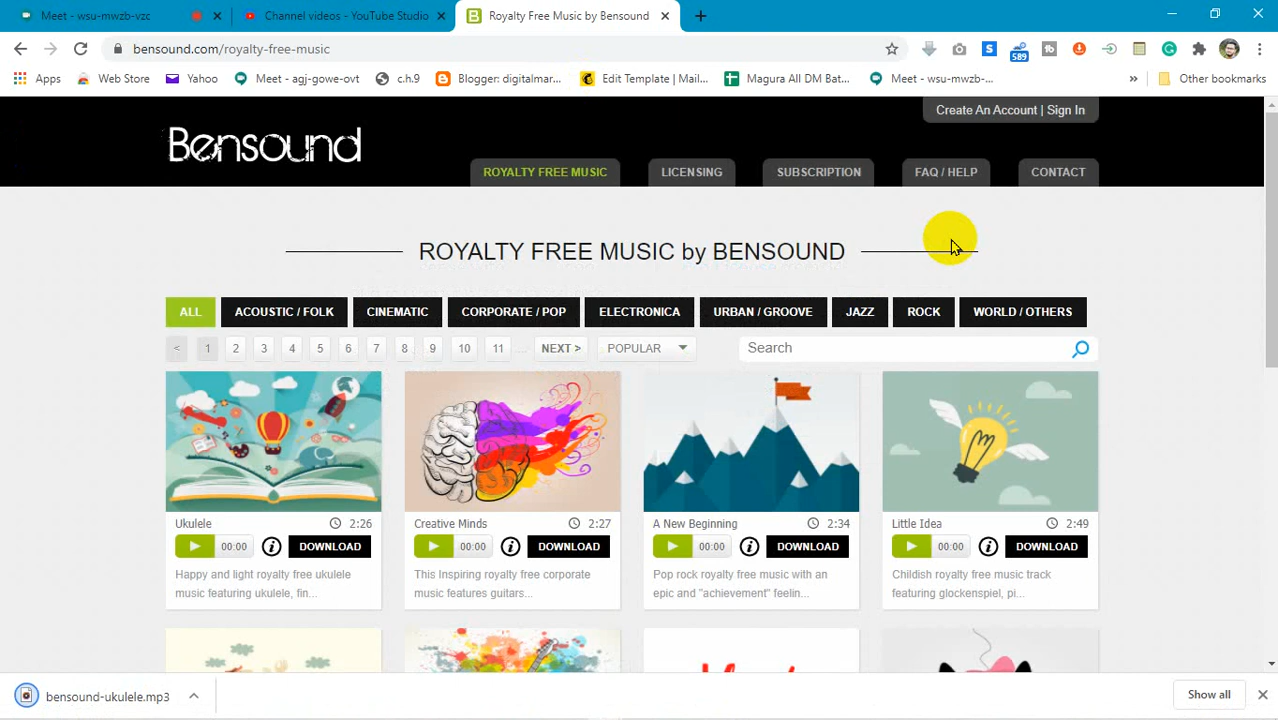 Meet - wsu-mwzb-vzc
Channel videos - YouTube Studio
Royalty Free Music by Bensound
bensound.com/royalty-free-music
589
Apps
Web Store
Yahoo
Meet - agj-gowe-ovt
c.h.9
Blogger: digitalmar...
Edit Template | Mail...
Magura All DM Bat...
Meet - wsu-mwzb-...
»
Other bookmarks
Create An Account | Sign In
Bensound
ROYALTY FREE MUSIC
LICENSING
SUBSCRIPTION
FAQ / HELP
CONTACT
ROYALTY FREE MUSIC by BENSOUND
ALL
ACOUSTIC / FOLK
CINEMATIC
CORPORATE / POP
ELECTRONICA
URBAN / GROOVE
JAZZ
ROCK
WORLD / OTHERS
< 1 2 3 4 5 6 7 8 9 10 11 ... NEXT >
POPULAR
Search
Ukulele 2:26
00:00 DOWNLOAD
Happy and light royalty free ukulele
music featuring ukulele, fin...
Creative Minds 2:27
00:00 DOWNLOAD
This Inspiring royalty free corporate
music features guitars...
A New Beginning 2:34
00:00 DOWNLOAD
Pop rock royalty free music with an
epic and "achievement" feelin...
Little Idea 2:49
00:00 DOWNLOAD
Childish royalty free music track
featuring glockenspiel, pi...
bensound-ukulele.mp3
Show all